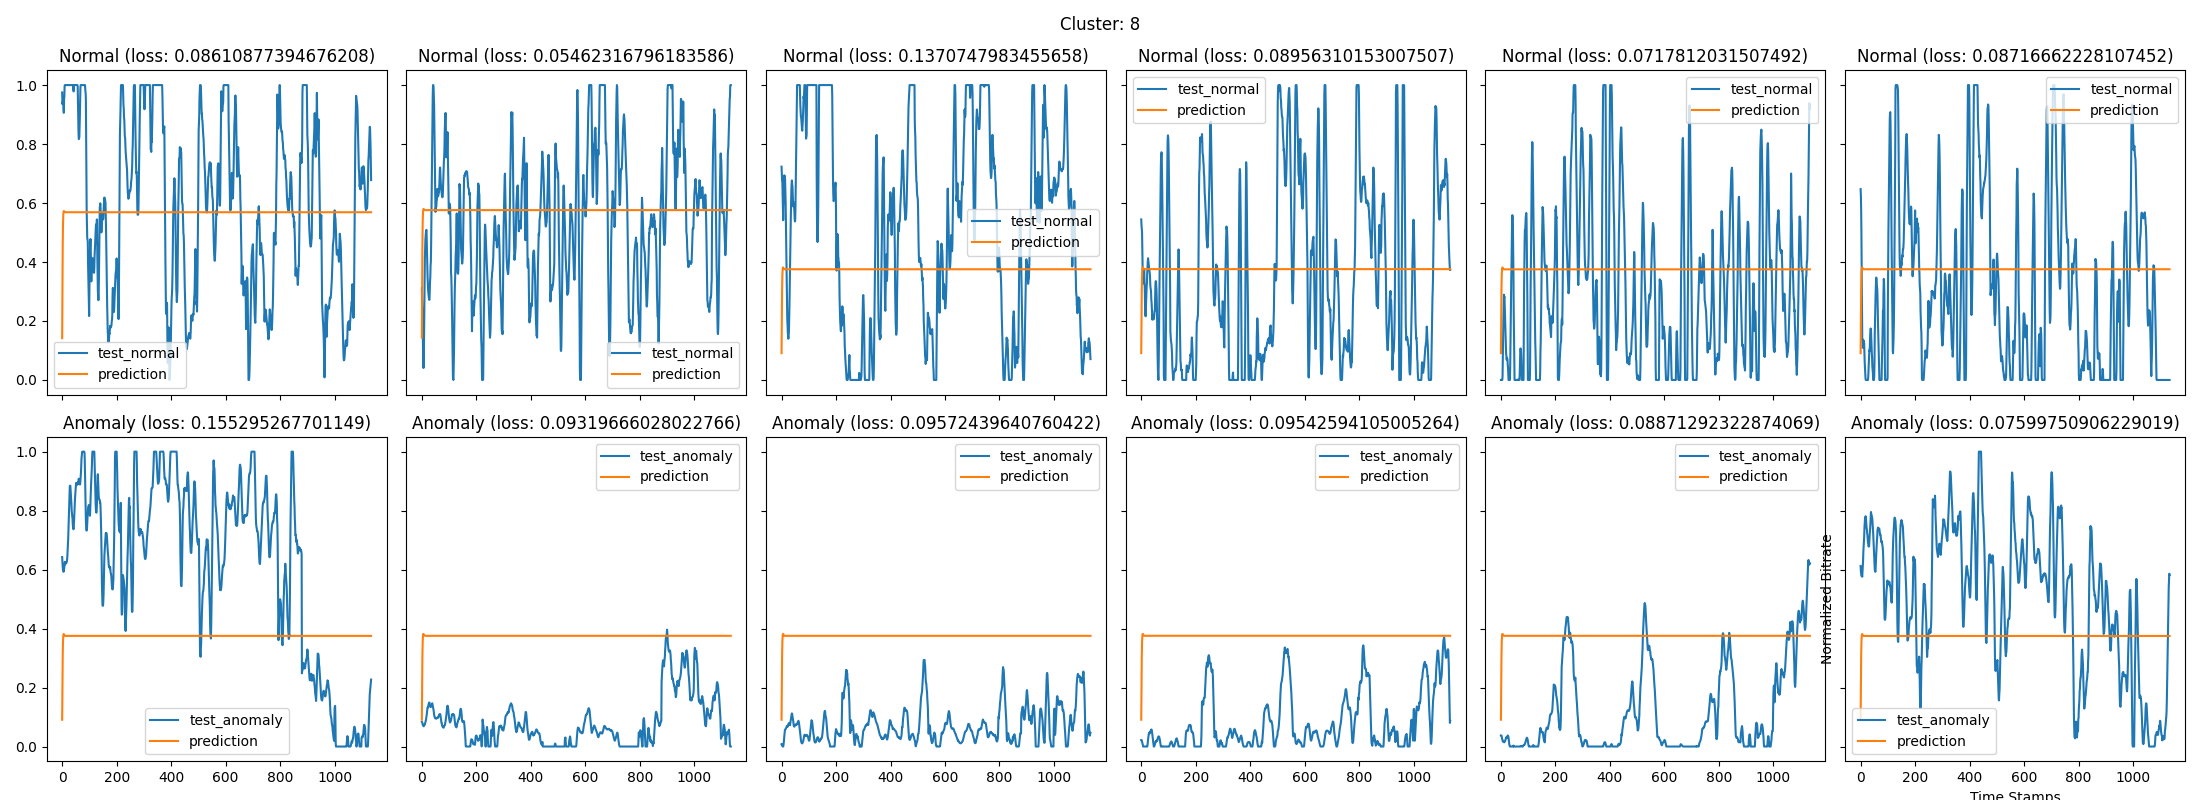 Cluster: 8
Normal (loss: 0.08610877394676208)
Normal (loss: 0.054623167961835​86)
Normal (loss: 0.1370747983455658)
Normal (loss: 0.08956310153007507)
Normal (loss: 0.0717812031507492)
Normal (loss: 0.08716662228107452)
1.0
0.8
0.6
0.4
0.2
0.0
test_normal
prediction
test_normal
prediction
test_normal
prediction
test_normal
prediction
test_normal
prediction
test_normal
prediction
Anomaly (loss: 0.155295267701149)
Anomaly (loss: 0.09319666028022766)
Anomaly (loss: 0.09572439640760422)
Anomaly (loss: 0.09542594105005264)
Anomaly (loss: 0.08871292322874069)
Anomaly (loss: 0.07599750906229019)
1.0
0.8
0.6
0.4
0.2
0.0
test_anomaly
prediction
test_anomaly
prediction
test_anomaly
prediction
test_anomaly
prediction
test_anomaly
prediction
test_anomaly
prediction
Normalized Bitrate
0 200 400 600 800 1000
0 200 400 600 800 1000
0 200 400 600 800 1000
0 200 400 600 800 1000
0 200 400 600 800 1000
0 200 400 600 800 1000
Time Stamps